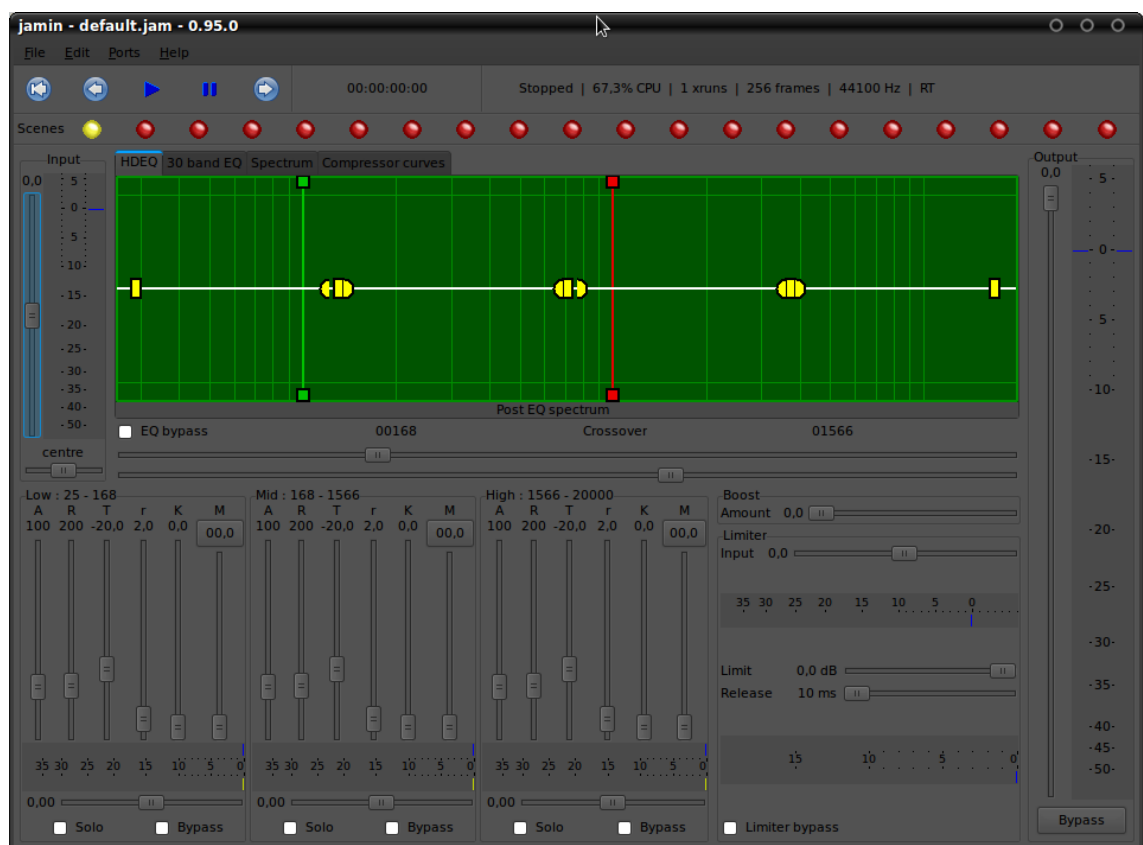 jamin - default.jam - 0.95.0
File Edit Ports Help
00:00:00:00 Stopped | 67,3% CPU | 1 xruns | 256 frames | 44100 Hz | RT
Scenes
Input
0,0
5
0
5
10
15
20
25
30
35
40
50
centre
HDEQ 30 band EQ Spectrum Compressor curves
Post EQ spectrum
EQ bypass 00168 Crossover 01566
Low : 25 - 168
A R T r K M
100 200 -20,0 2,0 0,0 00,0
35 30 25 20 15 10 5 0
0,00
Solo Bypass
Mid : 168 - 1566
A R T r K M
100 200 -20,0 2,0 0,0 00,0
35 30 25 20 15 10 5 0
0,00
Solo Bypass
High : 1566 - 20000
A R T r K M
100 200 -20,0 2,0 0,0 00,0
35 30 25 20 15 10 5 0
0,00
Solo Bypass
Boost
Amount 0,0
Limiter
Input 0,0
35 30 25 20 15 10 5 0
Limit 0,0 dB
Release 10 ms
15 10 5 0
Limiter bypass
Output
0,0
5
0
5
10
15
20
25
30
35
40
45
50
Bypass